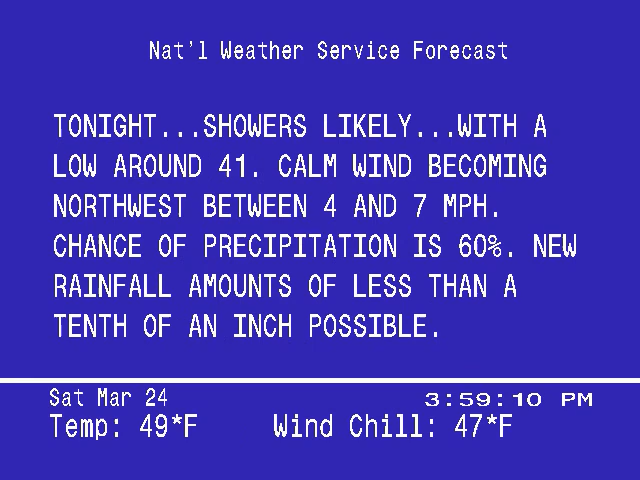 Nat'l Weather Service Forecast
TONIGHT...SHOWERS LIKELY...WITH A
LOW AROUND 41. CALM WIND BECOMING
NORTHWEST BETWEEN 4 AND 7 MPH.
CHANCE OF PRECIPITATION IS 60%. NEW
RAINFALL AMOUNTS OF LESS THAN A
TENTH OF AN INCH POSSIBLE.
Sat Mar 24 3:59:10 PM
Temp: 49*F Wind Chill: 47*F